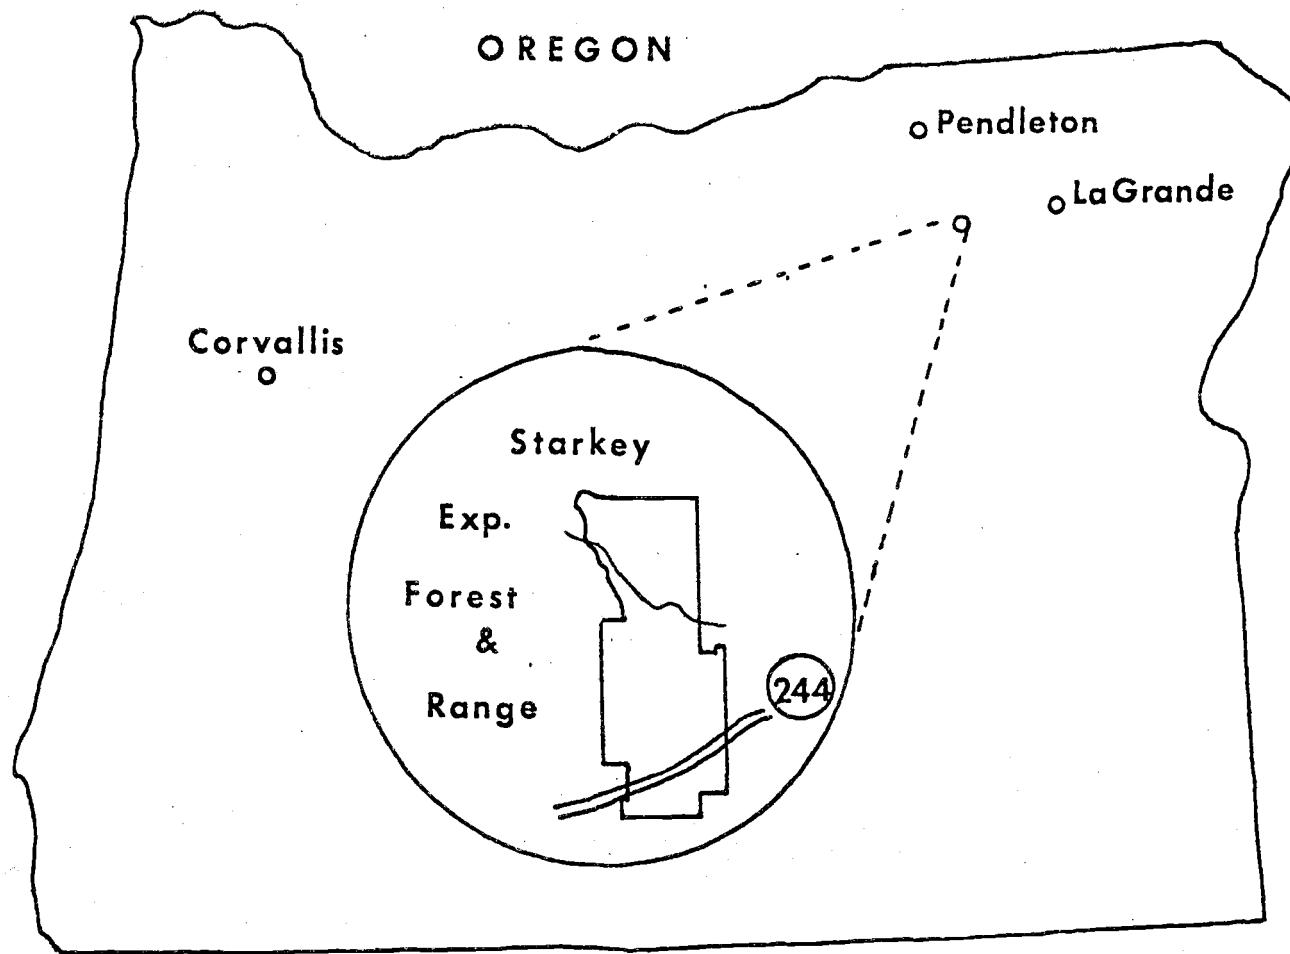 OREGON
Pendleton
LaGrande
Corvallis
Starkey
Exp.
Forest
&
Range
244